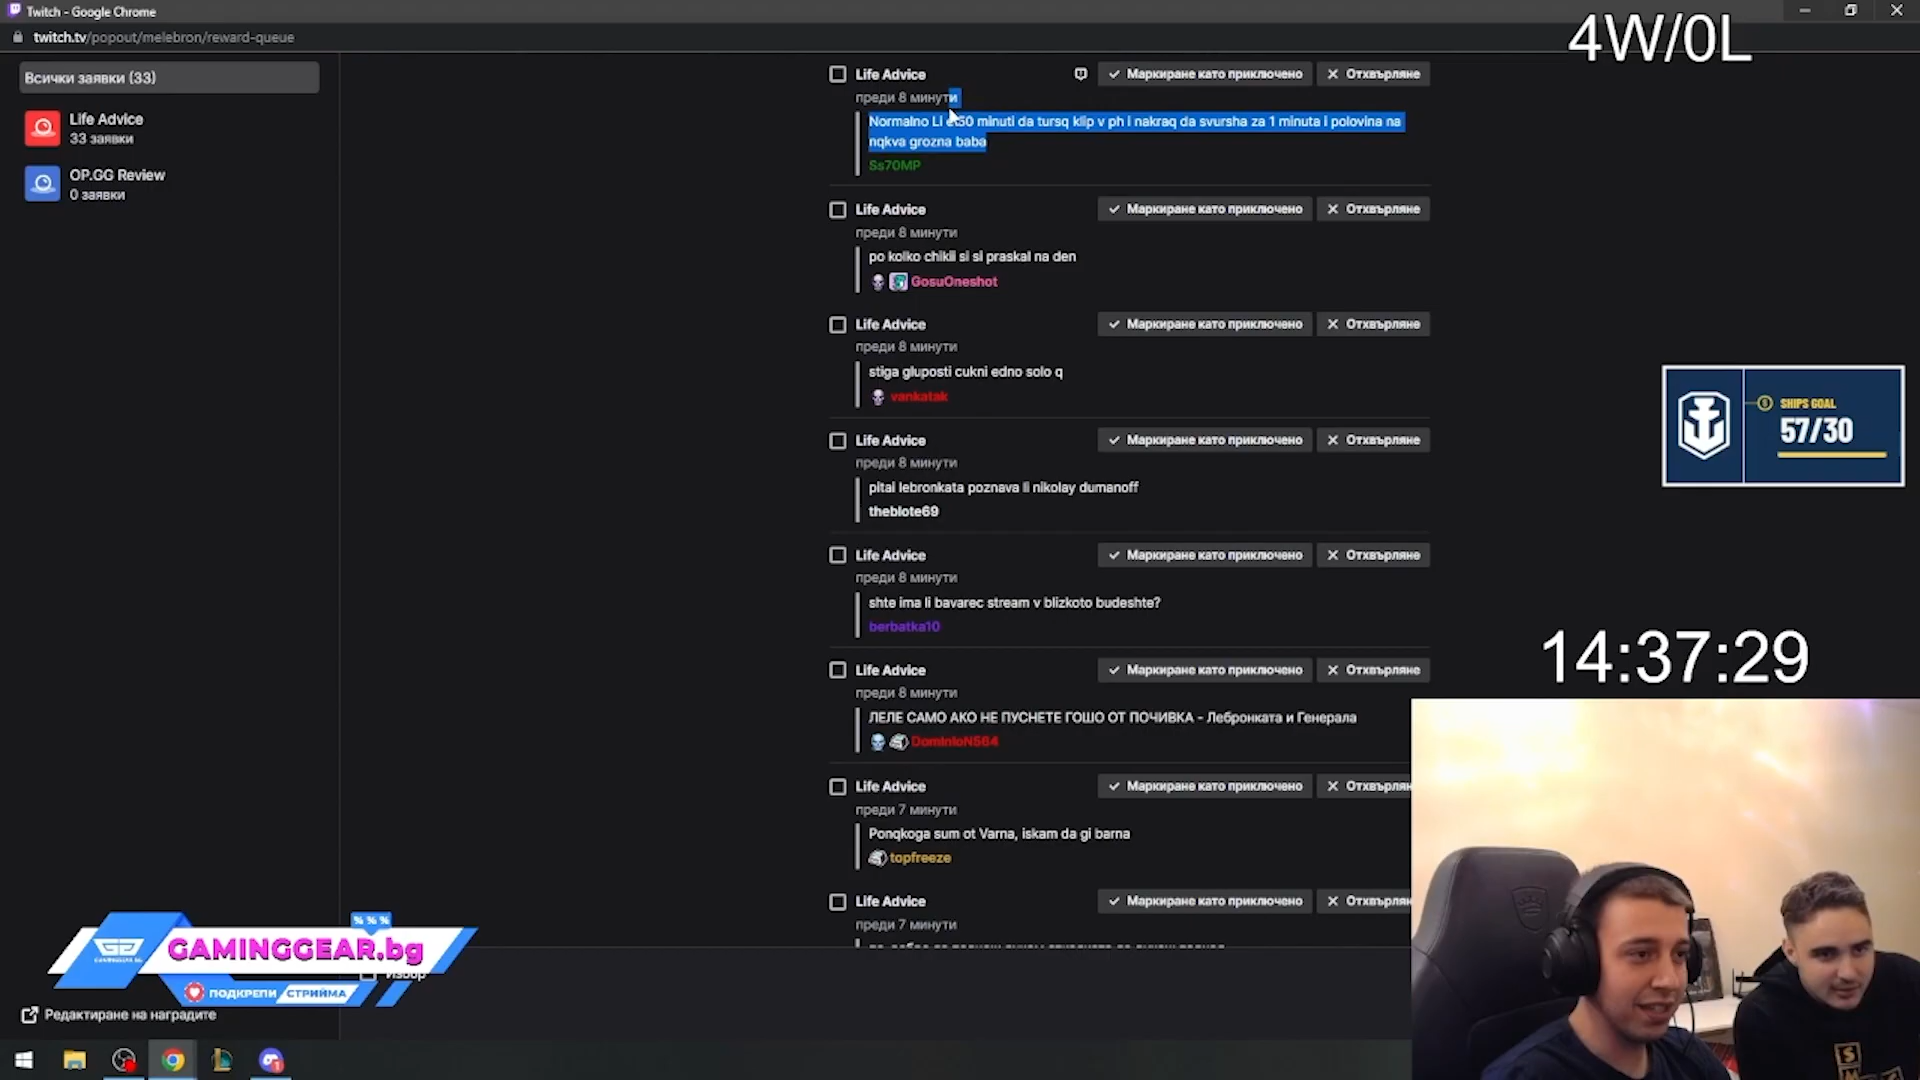 Twitch - Google Chrome
twitch.tv/popout/melebron/reward-queue
4W/0L
Всички заявки (33)
Life Advice
33 заявки
OP.GG Review
0 заявки
Life Advice
Маркиране като приключено
Отхвърляне
преди 8 минути
Normalno Li 50 minuti da tursq klip v ph i nakraq da svursha za 1 minuta i polovina na
nqkva grozna baba
Ss70MP
Life Advice
Маркиране като приключено
Отхвърляне
преди 8 минути
po kolko chikii si si praskal na den
GosuOneshot
Life Advice
Маркиране като приключено
Отхвърляне
преди 8 минути
stiga gluposti cukni edno solo q
vankatak
Life Advice
Маркиране като приключено
Отхвърляне
преди 8 минути
pitai lebronkata poznava li nikolay dumanoff
theblote69
Life Advice
Маркиране като приключено
Отхвърляне
преди 8 минути
shte ima li bavarec stream v blizkoto budeshte?
berbatka10
Life Advice
Маркиране като приключено
Отхвърляне
преди 8 минути
ЛЕЛЕ САМО АКО НЕ ПУСНЕТЕ ГОШО ОТ ПОЧИВКА - Лебронката и Генерала
DominioN564
Life Advice
Маркиране като приключено
Отхвърлян
преди 7 минути
Ponqkoga sum ot Varna, iskam da gi barna
topfreeze
Life Advice
Маркиране като приключено
Отхвърлян
преди 7 минути
SHIPS GOAL
57/30
14:37:29
% % %
GAMINGGEAR.bg
ПОДКРЕПИ СТРИЙМА
Избор
Редактиране на наградите